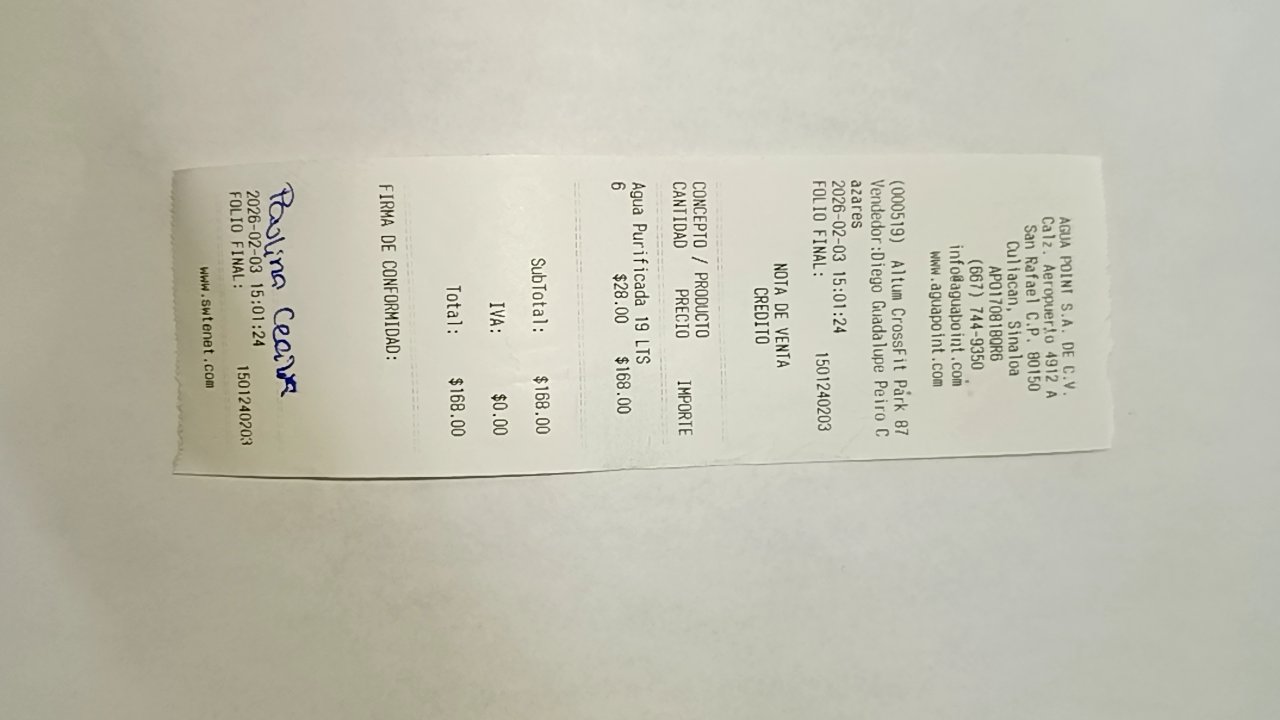 AGUA POINT S.A. DE C.V.
Calz. Aeropuerto 4912 A
San Rafael C.P. 80150
Culiacan, Sinaloa
APO170818QR6
(667) 744-9350
info@aguapoint.com
www.aguapoint.com
(000519) Altum CrossFit Park 87
Vendedor:Diego Guadalupe Peiro C
azares
2026-02-03 15:01:24
FOLIO FINAL: 1501240203
NOTA DE VENTA
CREDITO
CONCEPTO / PRODUCTO
CANTIDAD PRECIO IMPORTE
Agua Purificada 19 LTS
6 $28.00 $168.00
SubTotal: $168.00
IVA: $0.00
Total: $168.00
FIRMA DE CONFORMIDAD:
Paulina
2026-02-03 15:01:24
FOLIO FINAL: 1501240203
www.swtenet.com